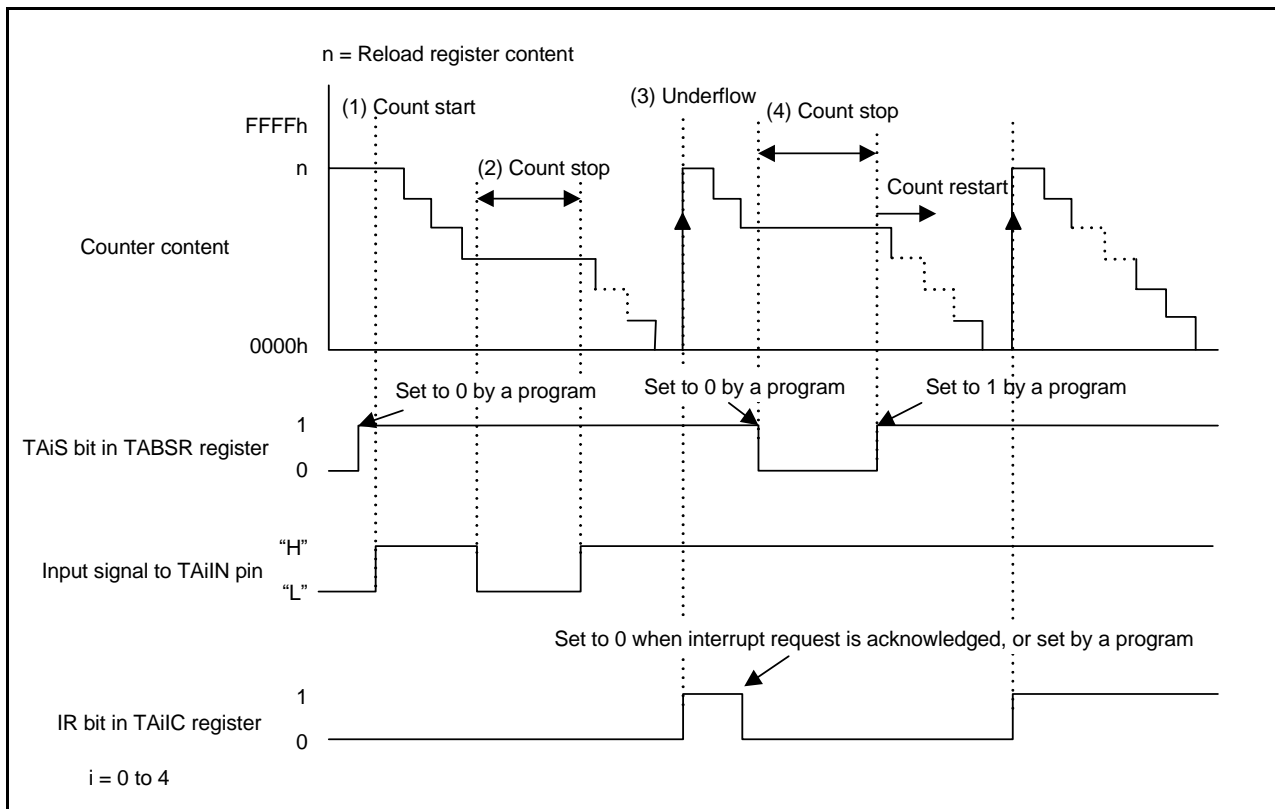 n = Reload register content
(1) Count start
(3) Underflow
(4) Count stop
FFFFh
n
(2) Count stop
Count restart
Counter content
0000h
Set to 0 by a program
Set to 0 by a program
Set to 1 by a program
1
TAiS bit in TABSR register
0
“H”
Input signal to TAiIN pin
“L”
Set to 0 when interrupt request is acknowledged, or set by a program
1
IR bit in TAiIC register
0
i = 0 to 4